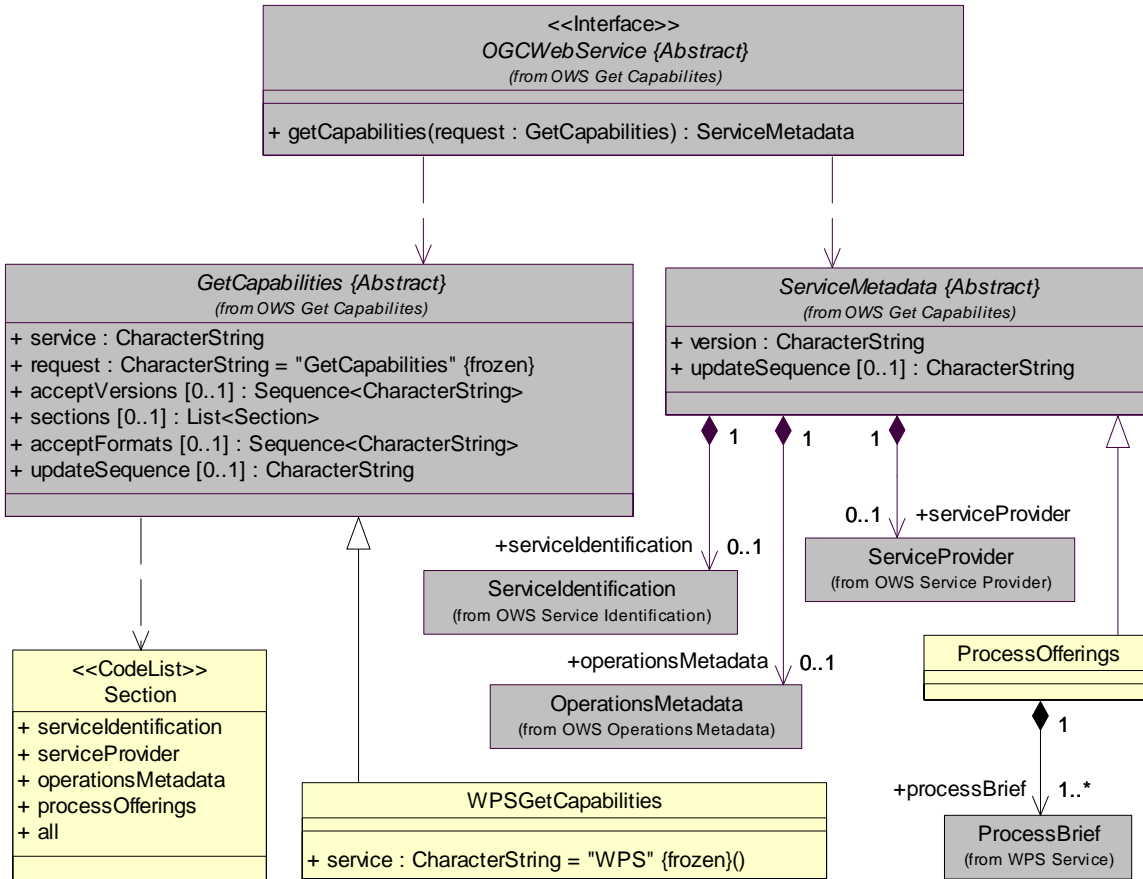 <<Interface>>
OGCWebService {Abstract}
(from OWS Get Capabilites)
+ getCapabilities(request : GetCapabilities) : ServiceMetadata
GetCapabilities {Abstract}
(from OWS Get Capabilites)
+ service : CharacterString
+ request : CharacterString = "GetCapabilities" {frozen}
+ acceptVersions [0..1] : Sequence<CharacterString>
+ sections [0..1] : List<Section>
+ acceptFormats [0..1] : Sequence<CharacterString>
+ updateSequence [0..1] : CharacterString
ServiceMetadata {Abstract}
(from OWS Get Capabilites)
+ version : CharacterString
+ updateSequence [0..1] : CharacterString
1
1
1
+serviceIdentification
0..1
0..1
+serviceProvider
ServiceIdentification
(from OWS Service Identification)
ServiceProvider
(from OWS Service Provider)
+operationsMetadata
0..1
OperationsMetadata
(from OWS Operations Metadata)
ProcessOfferings
1
+processBrief
1..*
ProcessBrief
(from WPS Service)
<<CodeList>>
Section
+ serviceIdentification
+ serviceProvider
+ operationsMetadata
+ processOfferings
+ all
WPSGetCapabilities
+ service : CharacterString = "WPS" {frozen}()